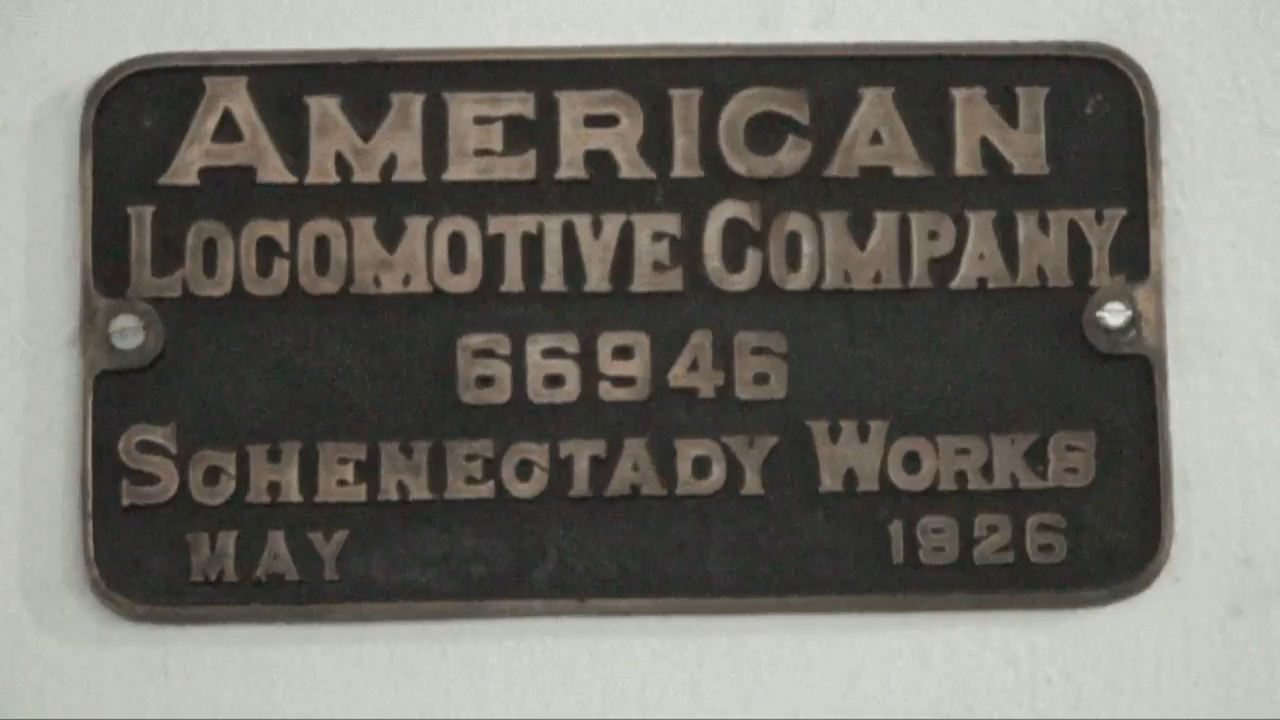 AMERICAN
LOCOMOTIVE COMPANY
66946
SCHENECTADY WORKS
MAY 1926